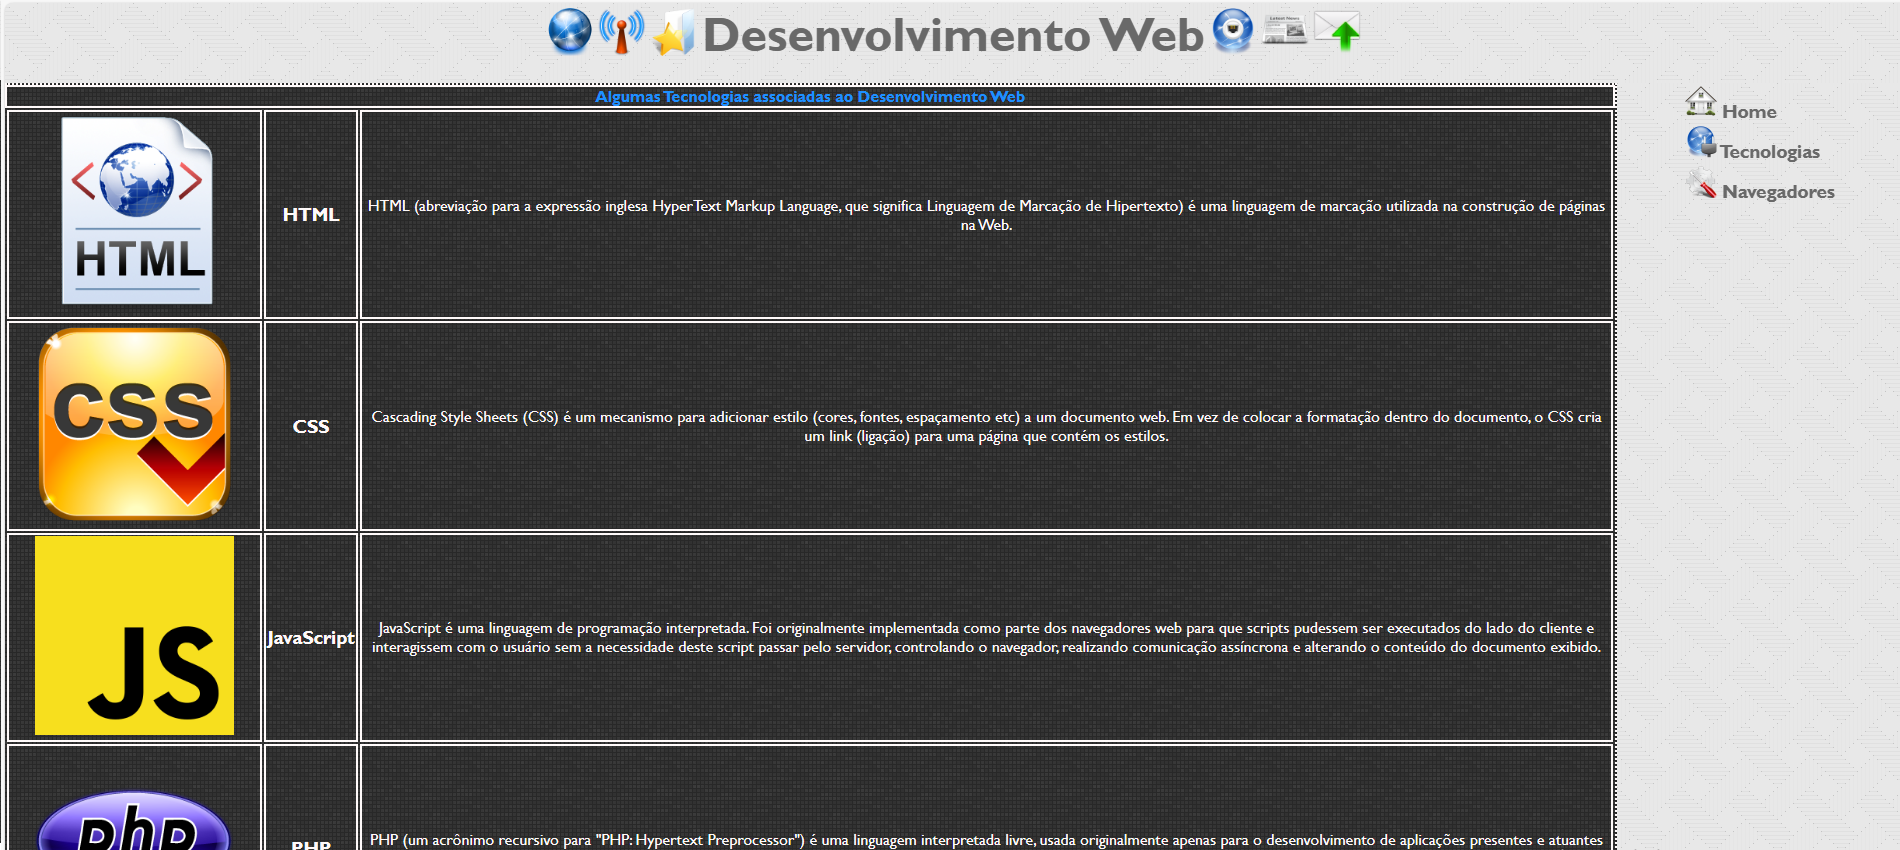 Desenvolvimento Web
Latest News
Algumas Tecnologias associadas ao Desenvolvimento Web
Home
Tecnologias
Navegadores
< >
HTML
HTML
HTML (abreviação para a expressão inglesa HyperText Markup Language, que significa Linguagem de Marcação de Hipertexto) é uma linguagem de marcação utilizada na construção de páginas
na Web.
CSS
CSS
Cascading Style Sheets (CSS) é um mecanismo para adicionar estilo (cores, fontes, espaçamento etc) a um documento web. Em vez de colocar a formatação dentro do documento, o CSS cria
um link (ligação) para uma página que contém os estilos.
JS
JavaScript
JavaScript é uma linguagem de programação interpretada. Foi originalmente implementada como parte dos navegadores web para que scripts pudessem ser executados do lado do cliente e
interagissem com o usuário sem a necessidade deste script passar pelo servidor, controlando o navegador, realizando comunicação assíncrona e alterando o conteúdo do documento exibido.
php
PHP
PHP (um acrônimo recursivo para "PHP: Hypertext Preprocessor") é uma linguagem interpretada livre, usada originalmente apenas para o desenvolvimento de aplicações presentes e atuantes